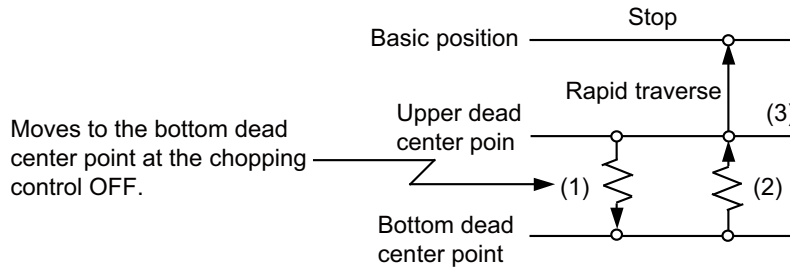 Stop
Basic position
Rapid traverse
Upper dead
center poin
(3)
Moves to the bottom dead
center point at the chopping
control OFF.
(1)
(2)
Bottom dead
center point